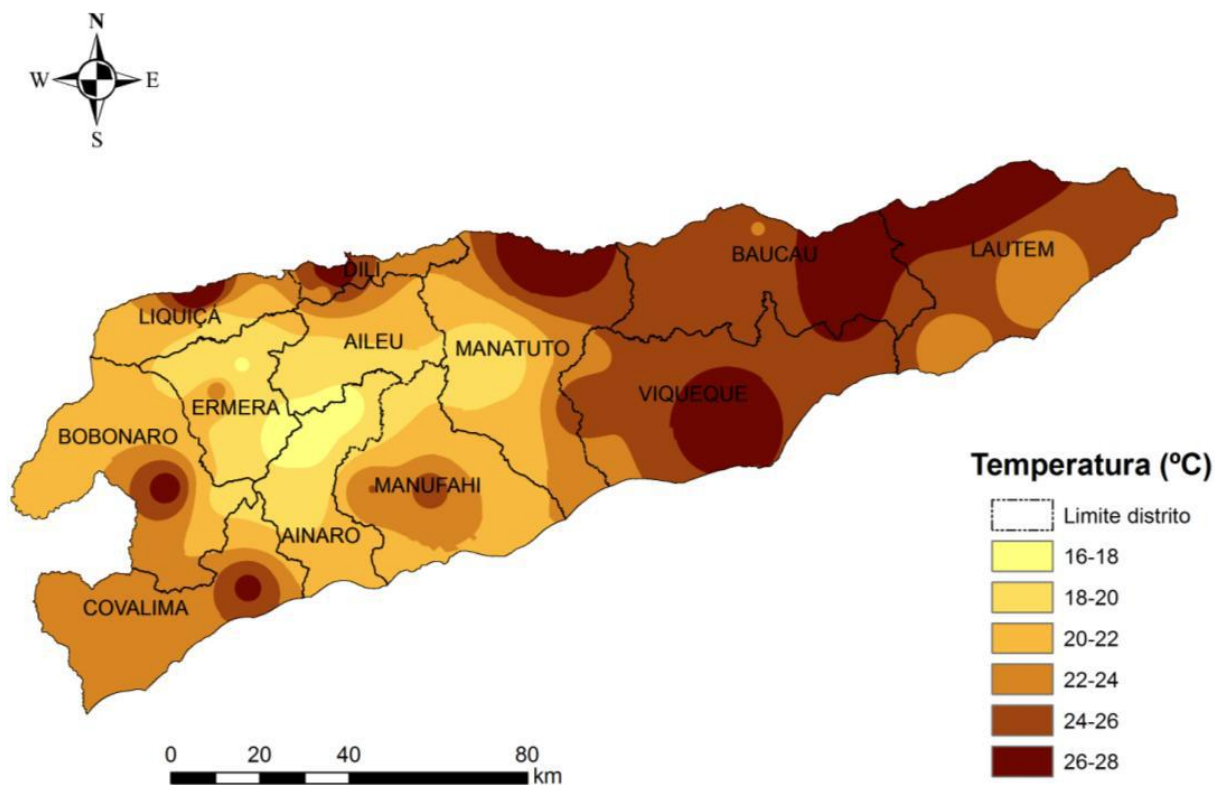 N
W E
S
LAUTEM
BAUCAU
DILI
LIQUIÇÁ
AILEU
MANATUTO
VIQUEQUE
ERMERA
BOBONARO
MANUFAHI
AINARO
COVALIMA
Temperatura (ºC)
Limite distrito
16-18
18-20
20-22
22-24
24-26
26-28
0 20 40 80
km